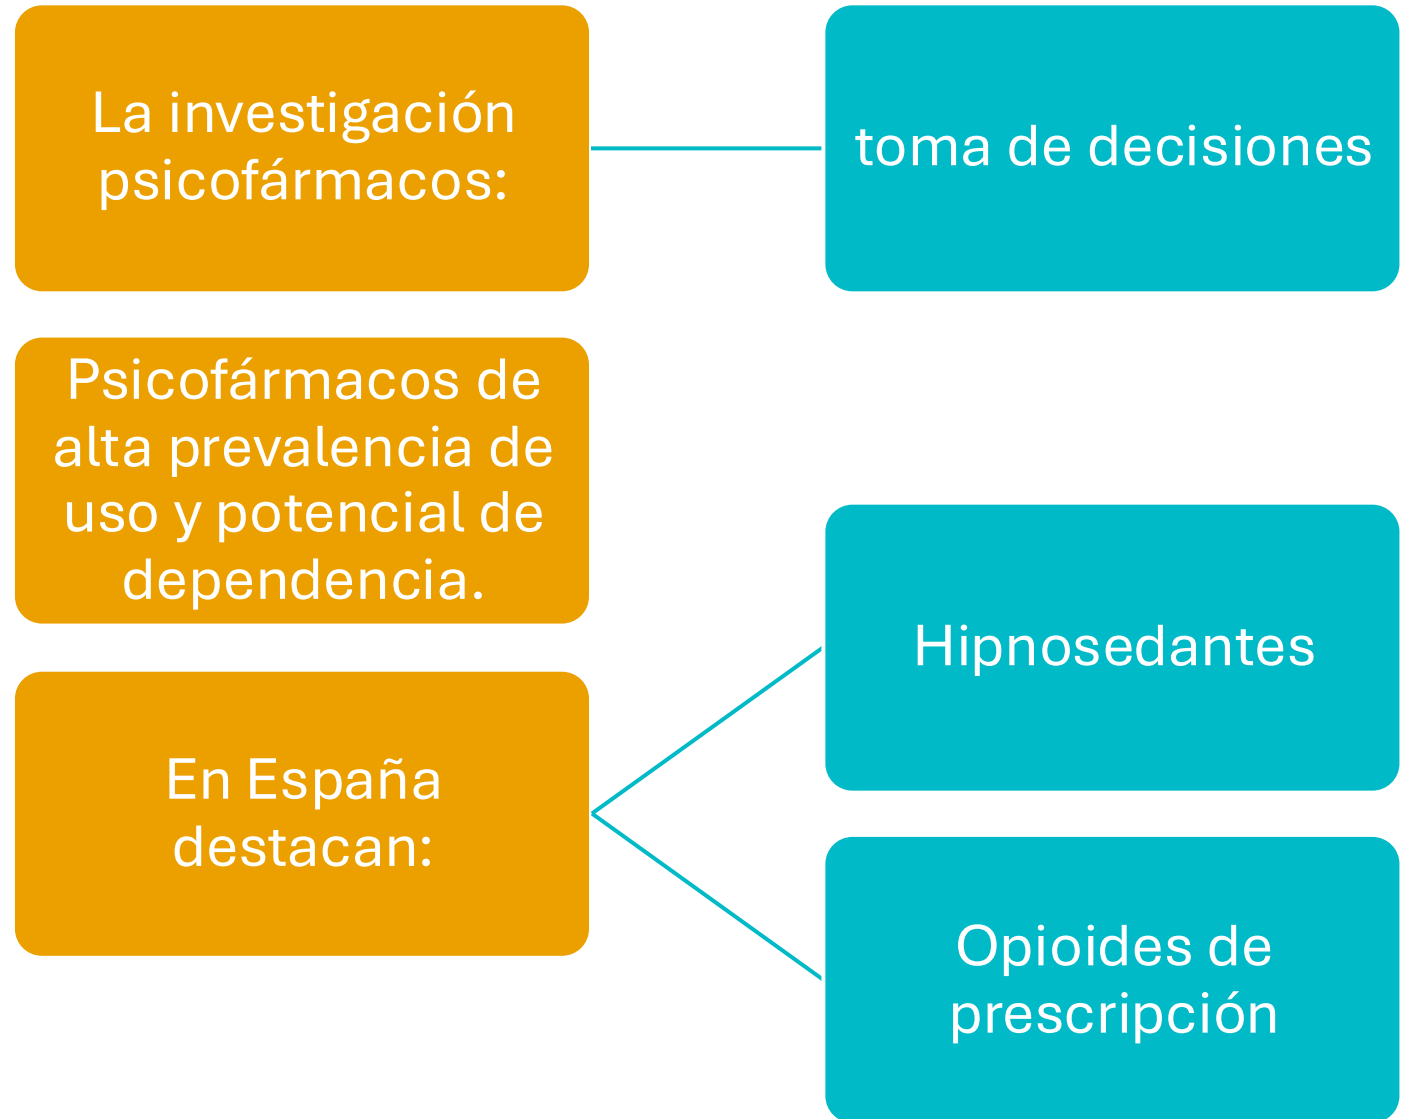 La investigación
psicofármacos:
toma de decisiones
Psicofármacos de
alta prevalencia de
uso y potencial de
dependencia.
En España
destacan:
Hipnosedantes
Opioides de
prescripción